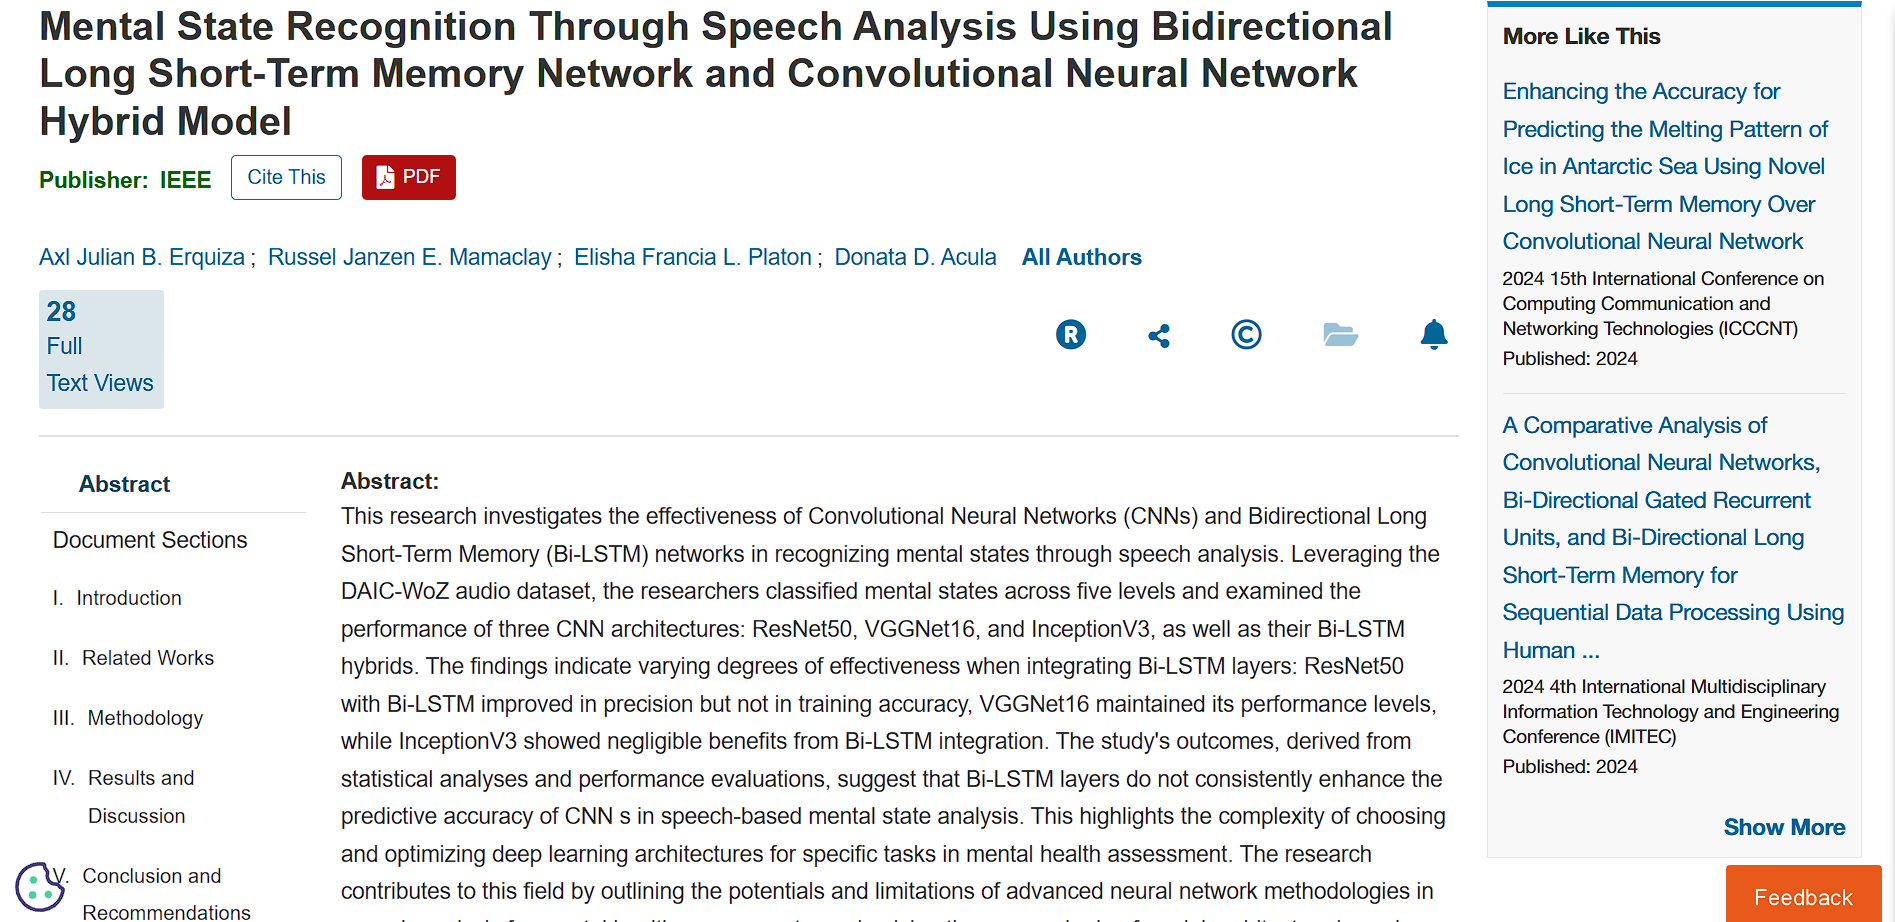 Mental State Recognition Through Speech Analysis Using Bidirectional
Long Short-Term Memory Network and Convolutional Neural Network
Hybrid Model
Publisher: IEEE
Cite This
PDF
Axl Julian B. Erquiza ; Russel Janzen E. Mamaclay ; Elisha Francia L. Platon ; Donata D. Acula All Authors
28
Full
Text Views
R
©
Abstract
Document Sections
I. Introduction
II. Related Works
III. Methodology
IV. Results and
Discussion
V. Conclusion and
Recommendations
Abstract:
This research investigates the effectiveness of Convolutional Neural Networks (CNNs) and Bidirectional Long
Short-Term Memory (Bi-LSTM) networks in recognizing mental states through speech analysis. Leveraging the
DAIC-WoZ audio dataset, the researchers classified mental states across five levels and examined the
performance of three CNN architectures: ResNet50, VGGNet16, and InceptionV3, as well as their Bi-LSTM
hybrids. The findings indicate varying degrees of effectiveness when integrating Bi-LSTM layers: ResNet50
with Bi-LSTM improved in precision but not in training accuracy, VGGNet16 maintained its performance levels,
while InceptionV3 showed negligible benefits from Bi-LSTM integration. The study's outcomes, derived from
statistical analyses and performance evaluations, suggest that Bi-LSTM layers do not consistently enhance the
predictive accuracy of CNN s in speech-based mental state analysis. This highlights the complexity of choosing
and optimizing deep learning architectures for specific tasks in mental health assessment. The research
contributes to this field by outlining the potentials and limitations of advanced neural network methodologies in
More Like This
Enhancing the Accuracy for
Predicting the Melting Pattern of
Ice in Antarctic Sea Using Novel
Long Short-Term Memory Over
Convolutional Neural Network
2024 15th International Conference on
Computing Communication and
Networking Technologies (ICCCNT)
Published: 2024
A Comparative Analysis of
Convolutional Neural Networks,
Bi-Directional Gated Recurrent
Units, and Bi-Directional Long
Short-Term Memory for
Sequential Data Processing Using
Human ...
2024 4th International Multidisciplinary
Information Technology and Engineering
Conference (IMITEC)
Published: 2024
Show More
Feedback